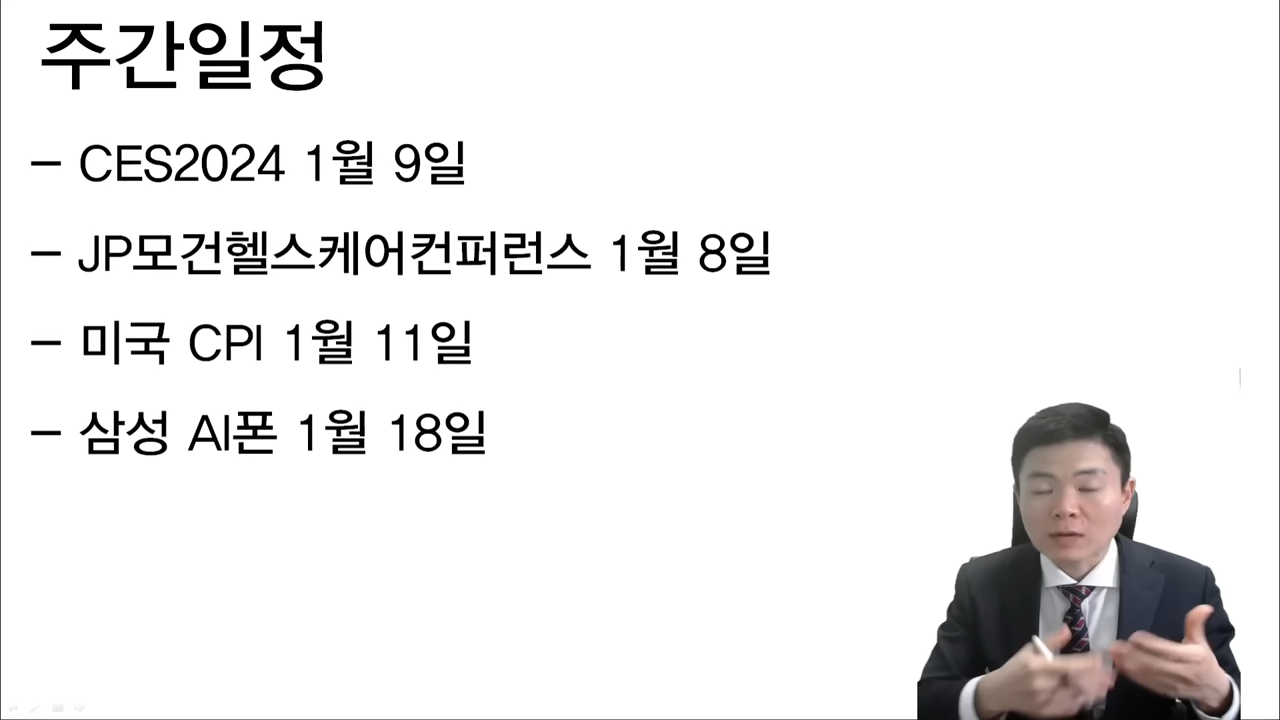 주간일정
– CES2024 1월 9일
– JP모건헬스케어컨퍼런스 1월 8일
– 미국 CPI 1월 11일
– 삼성 AI폰 1월 18일